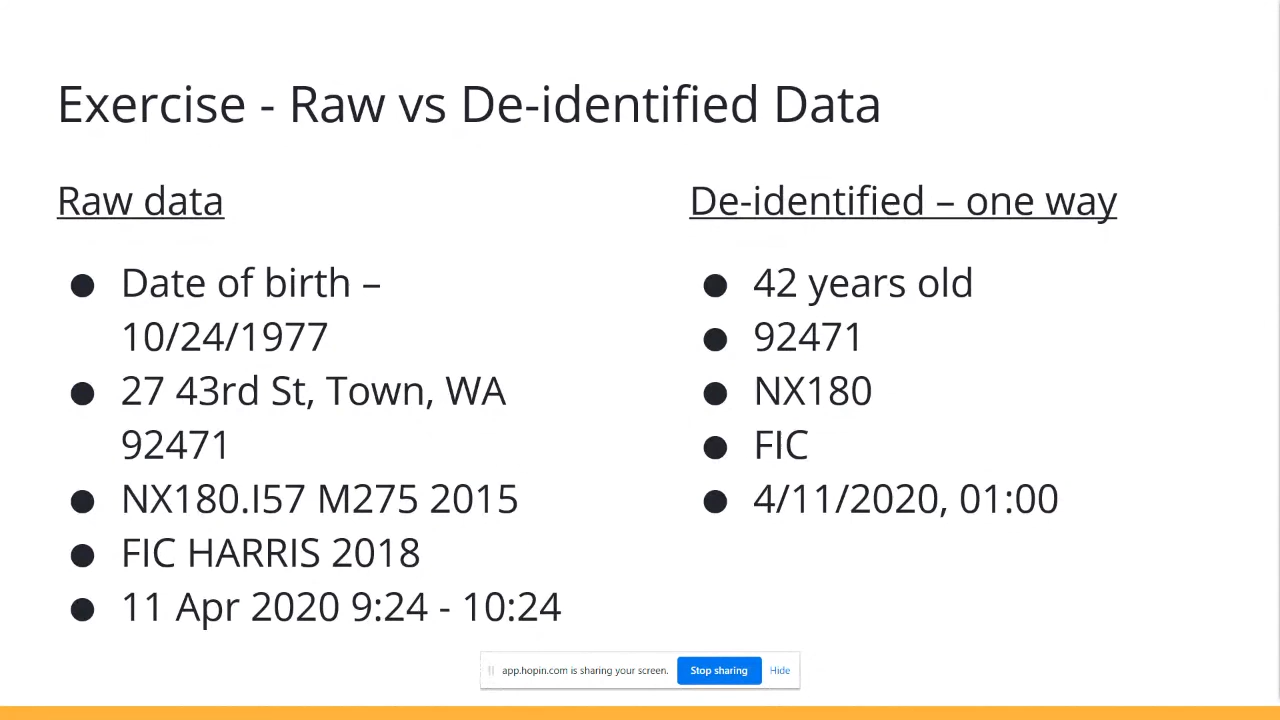 Exercise - Raw vs De-identified Data
Raw data
● Date of birth –
10/24/1977
● 27 43rd St, Town, WA
92471
● NX180.I57 M275 2015
● FIC HARRIS 2018
● 11 Apr 2020 9:24 - 10:24
De-identified – one way
● 42 years old
● 92471
● NX180
● FIC
● 4/11/2020, 01:00
app.hopin.com is sharing your screen. Stop sharing Hide